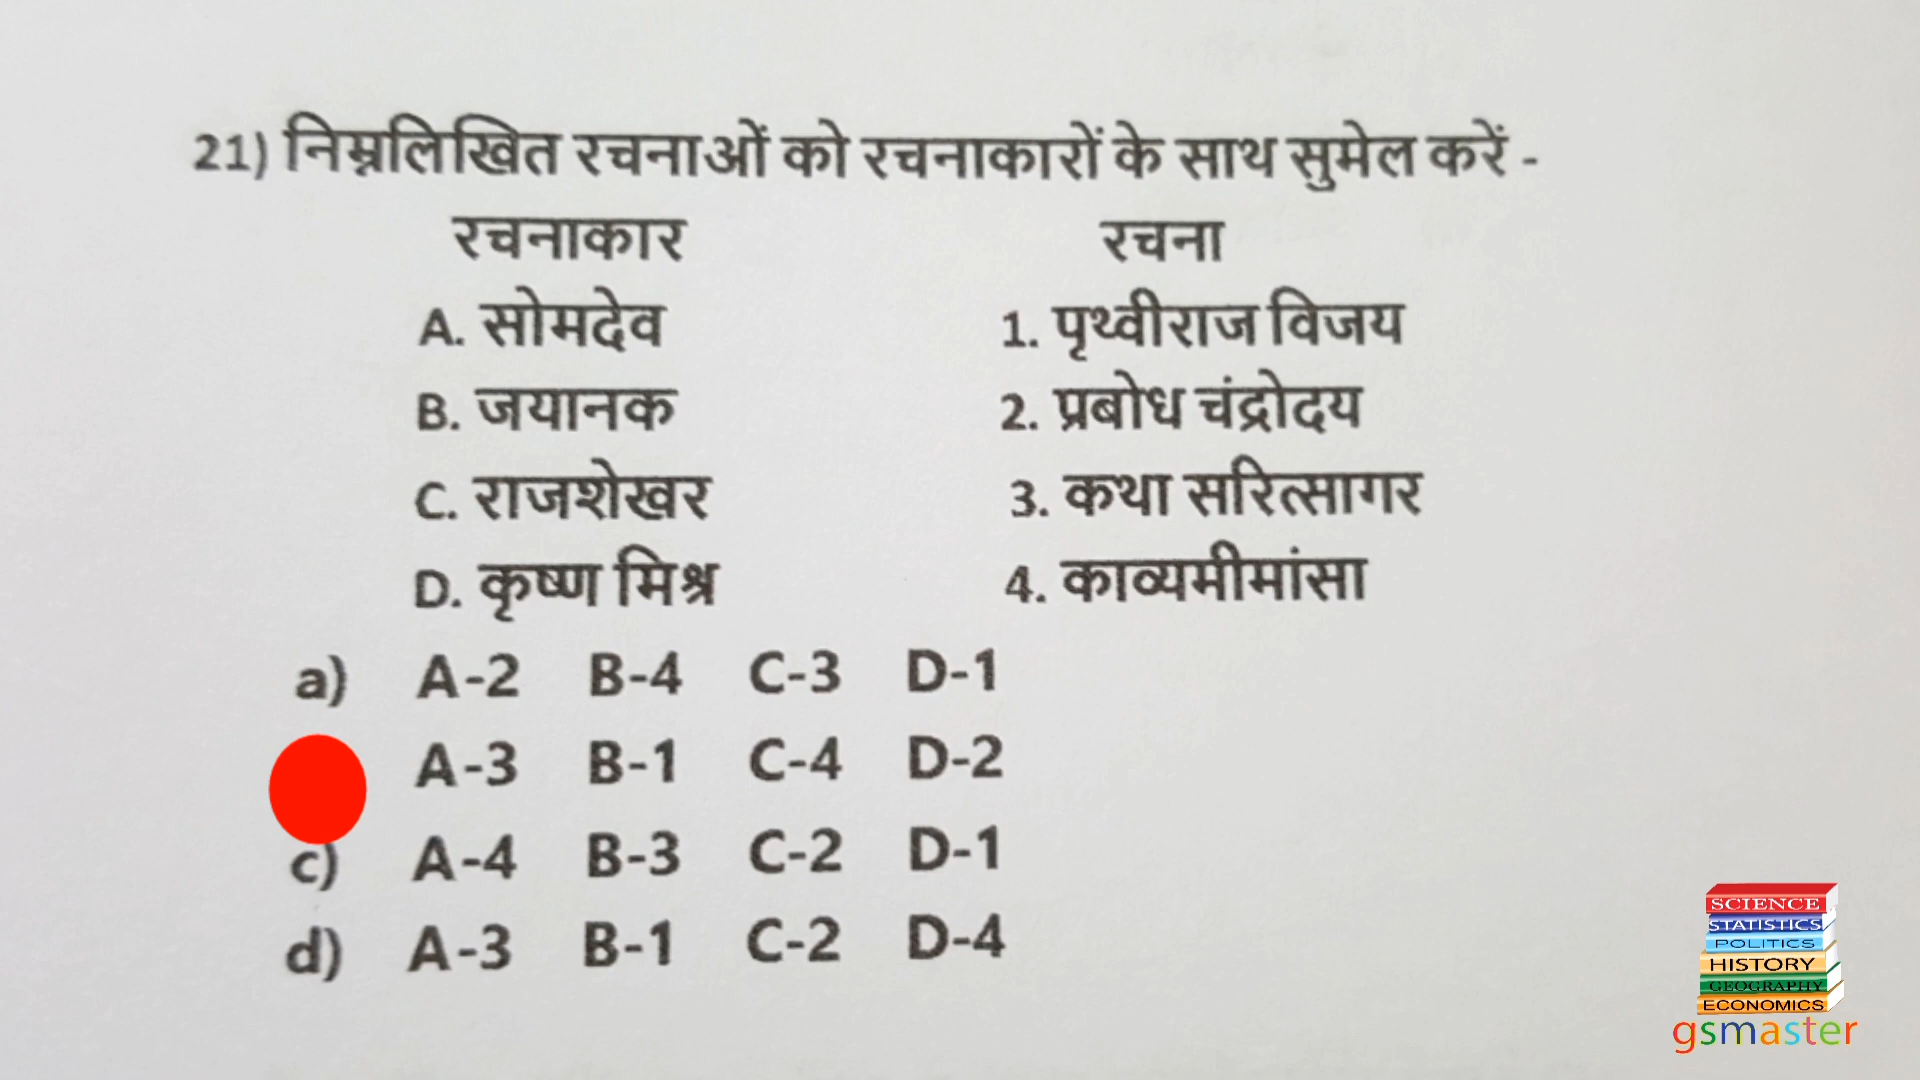 21) निम्नलिखित रचनाओं को रचनाकारों के साथ सुमेल करें -
रचनाकार रचना
A. सोमदेव 1. पृथ्वीराज विजय
B. जयानक 2. प्रबोध चंद्रोदय
C. राजशेखर 3. कथा सरित्सागर
D. कृष्ण मिश्र 4. काव्यमीमांसा
a) A-2 B-4 C-3 D-1
A-3 B-1 C-4 D-2
c) A-4 B-3 C-2 D-1
d) A-3 B-1 C-2 D-4
SCIENCE
STATISTICS
POLITICS
HISTORY
GEOGRAPHY
ECONOMICS
gsmaster